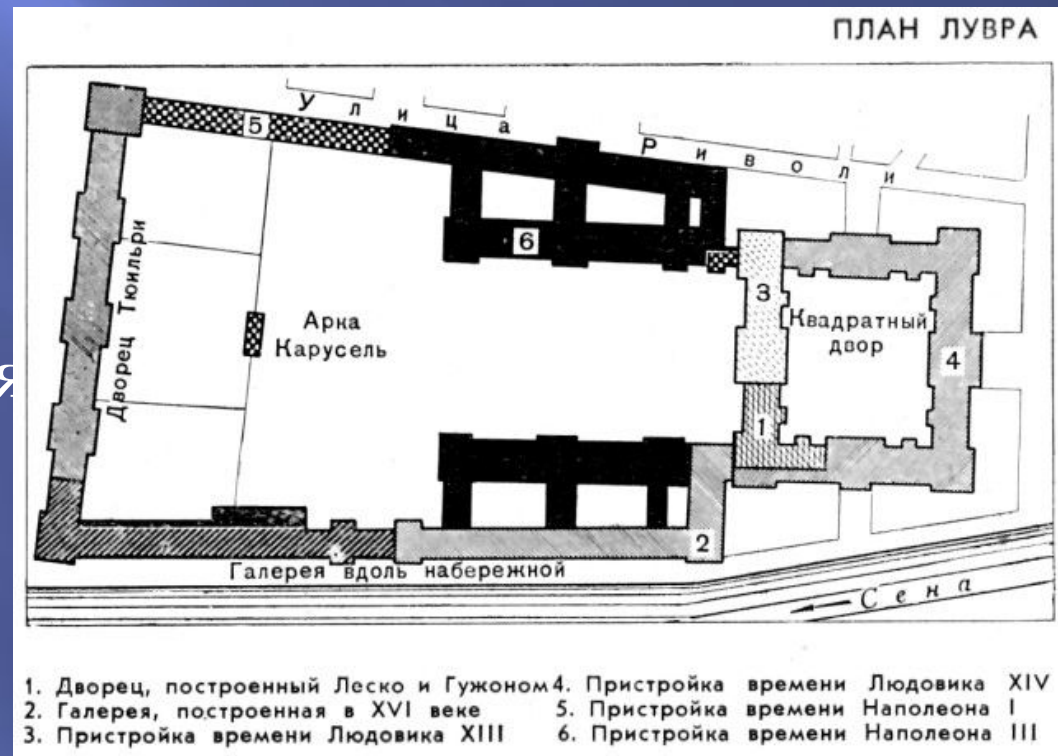 ПЛАН ЛУВРА
5
Улица Риволи
6
3
Дворец Тюильри
Арка
Карусель
Квадратный
двор
4
Я
1
2
Галерея вдоль набережной
Сена
1. Дворец, построенный Леско и Гужоном
2. Галерея, построенная в XVI веке
3. Пристройка времени Людовика XIII
4. Пристройка времени Людовика XIV
5. Пристройка времени Наполеона I
6. Пристройка времени Наполеона III